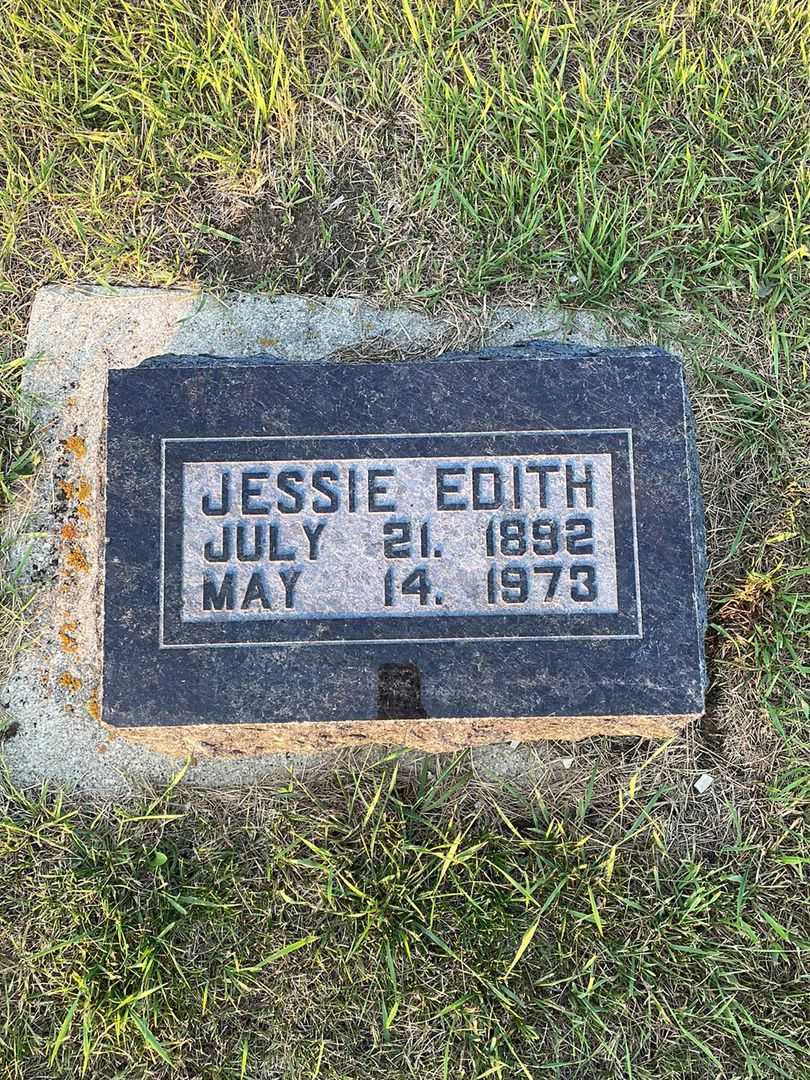 JESSIE EDITH
JULY 21. 1892
MAY 14. 1973